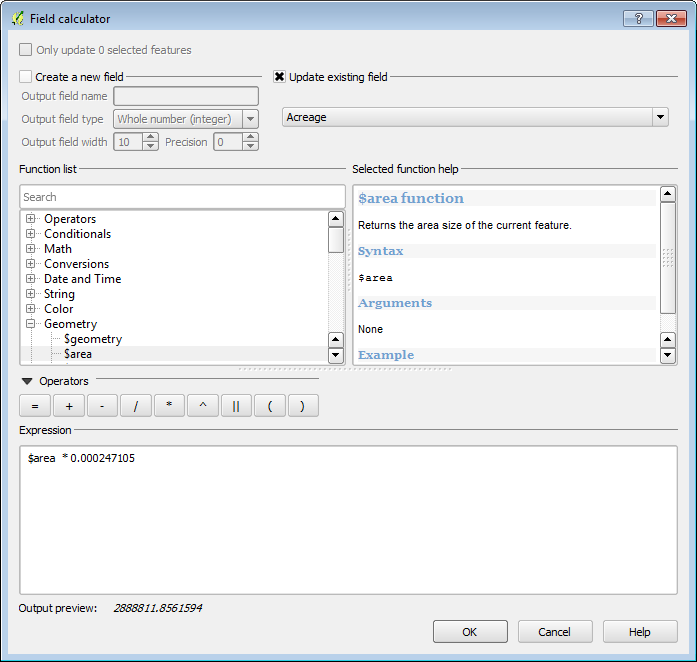 Field calculator
Only update 0 selected features
Create a new field
Update existing field
Output field name
Output field type Whole number (integer)
Output field width 10 Precision 0
Acreage
Function list
Search
Operators
Conditionals
Math
Conversions
Date and Time
String
Color
Geometry
$geometry
$area
Selected function help
$area function
Returns the area size of the current feature.
Syntax
$area
Arguments
None
Example
Operators
= + - / * ^ || ( )
Expression
$area * 0.000247105
Output preview: 2888811.8561594
OK Cancel Help